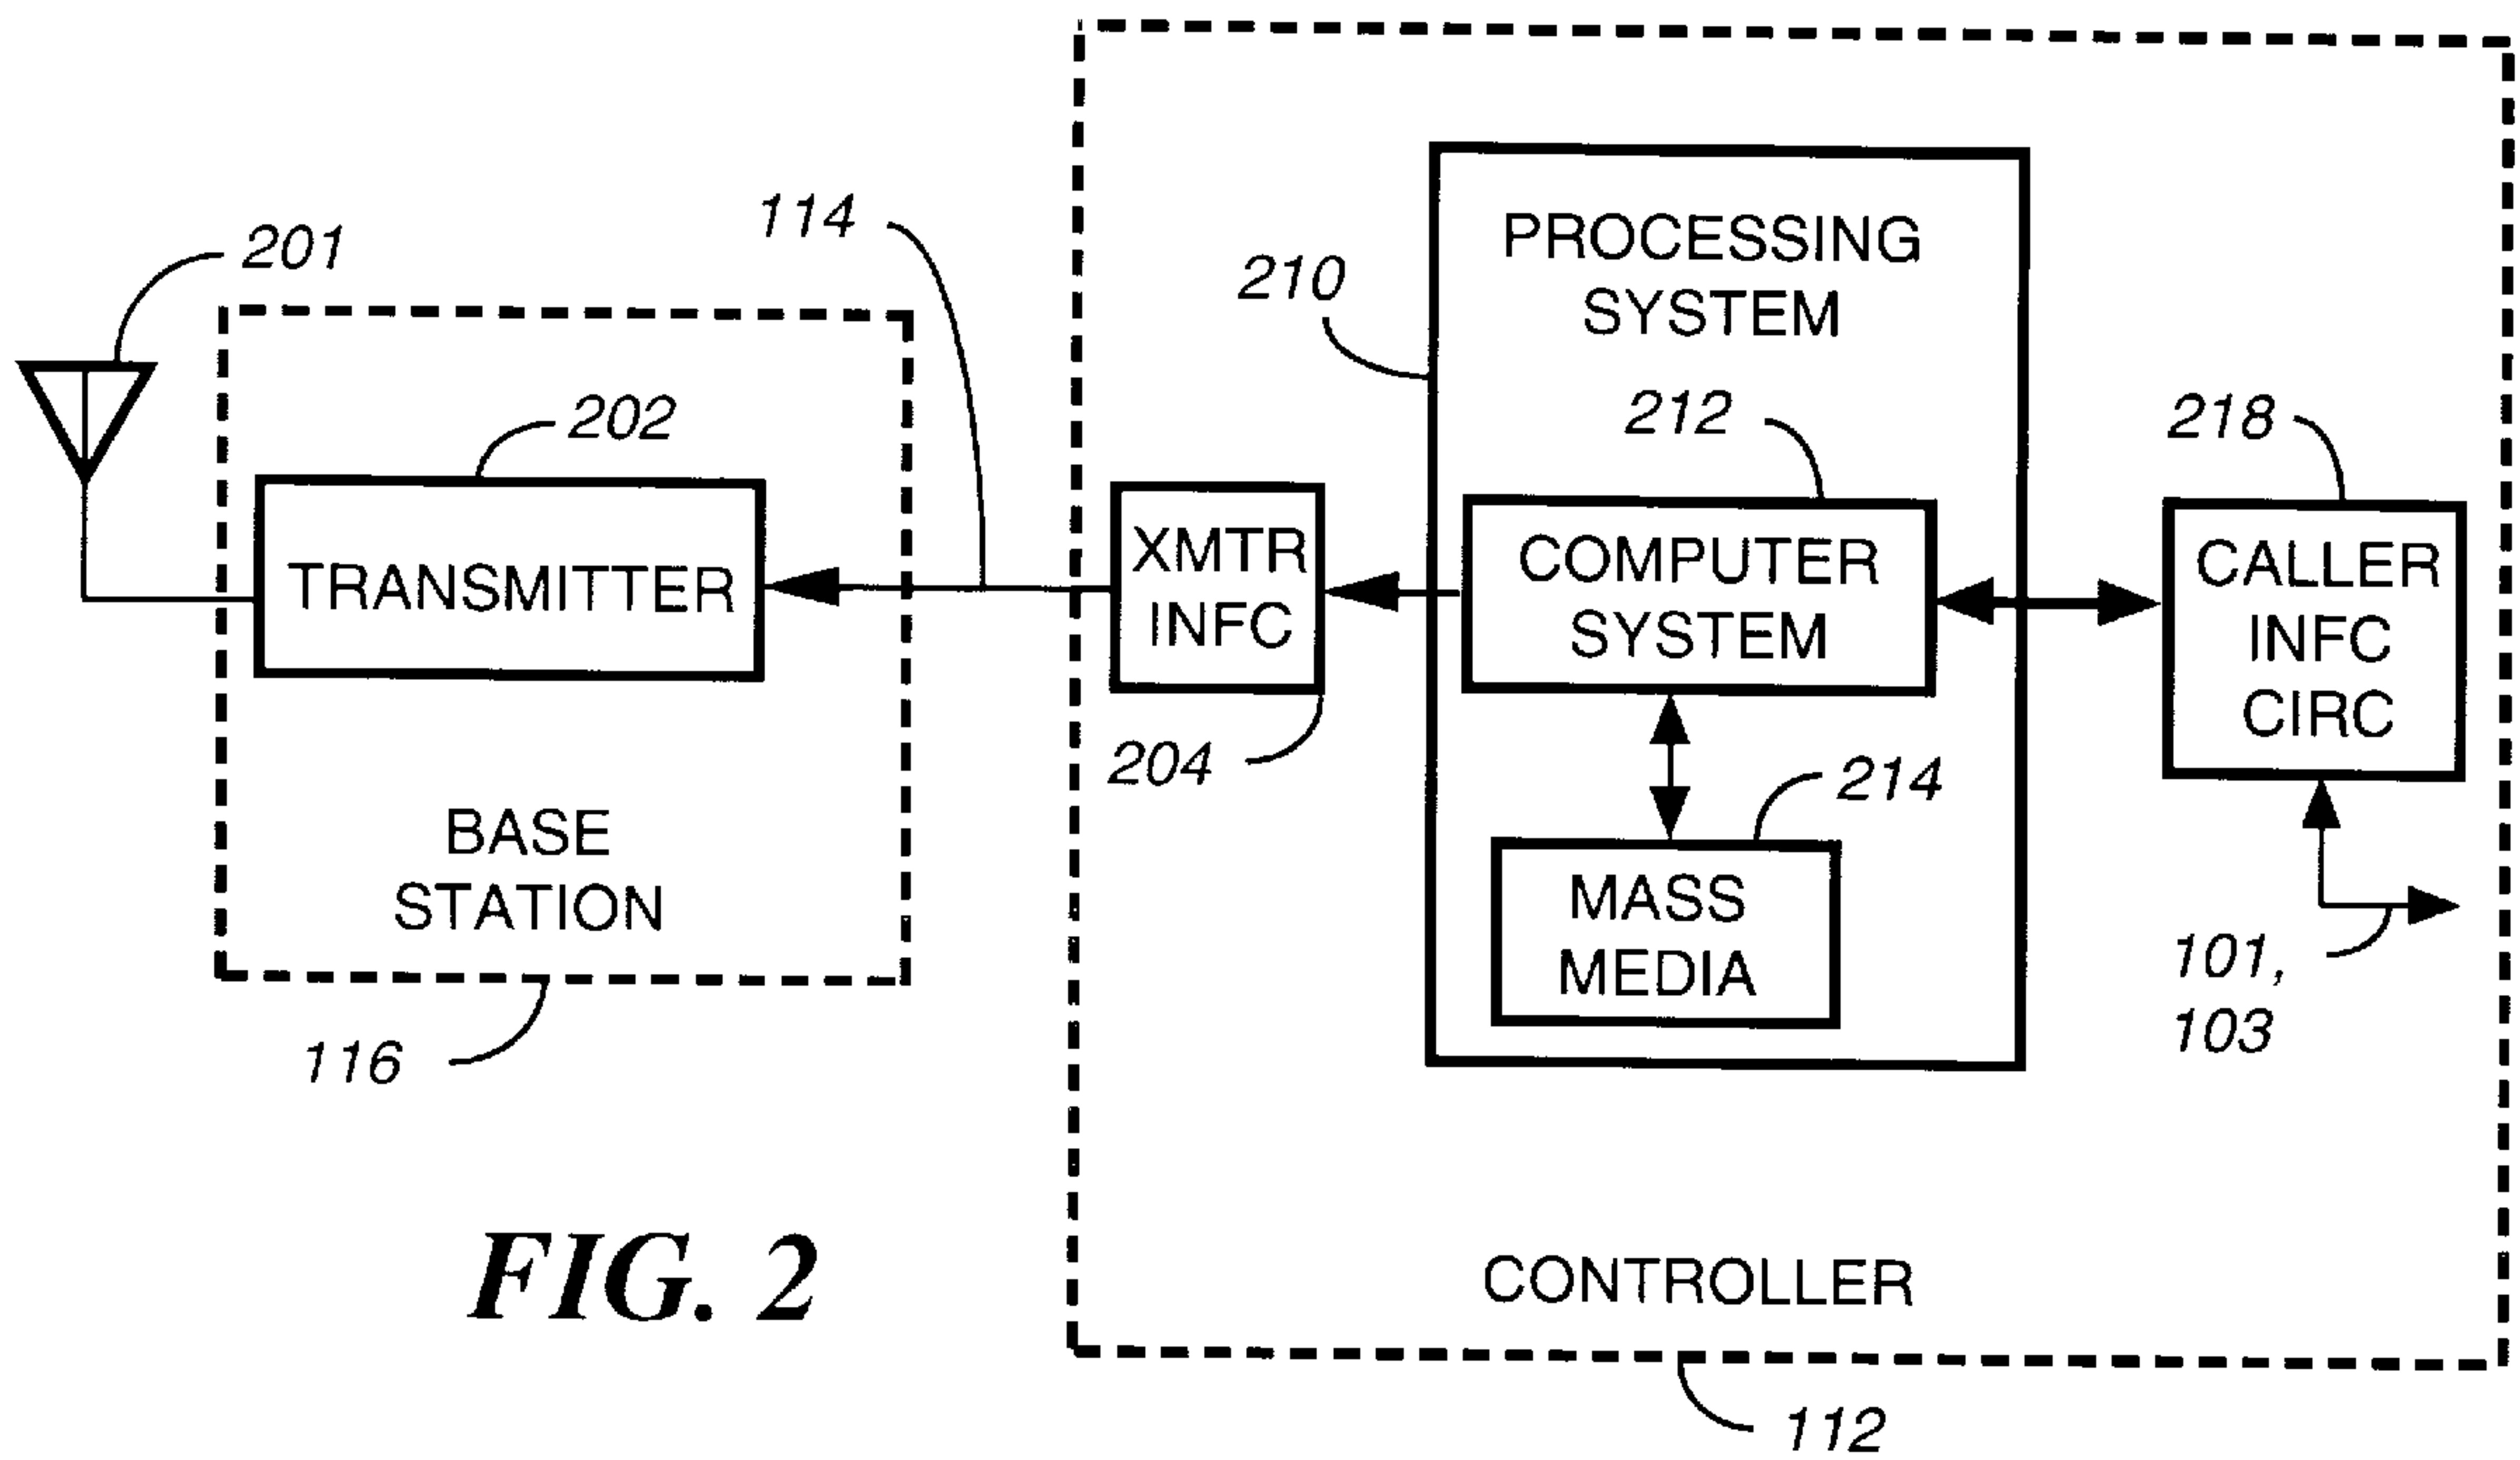 201
202
TRANSMITTER
BASE
STATION
116
114
XMTR
INFC
204
210
PROCESSING
SYSTEM
212
COMPUTER
SYSTEM
214
MASS
MEDIA
218
CALLER
INFC
CIRC
101,
103
CONTROLLER
112
FIG. 2